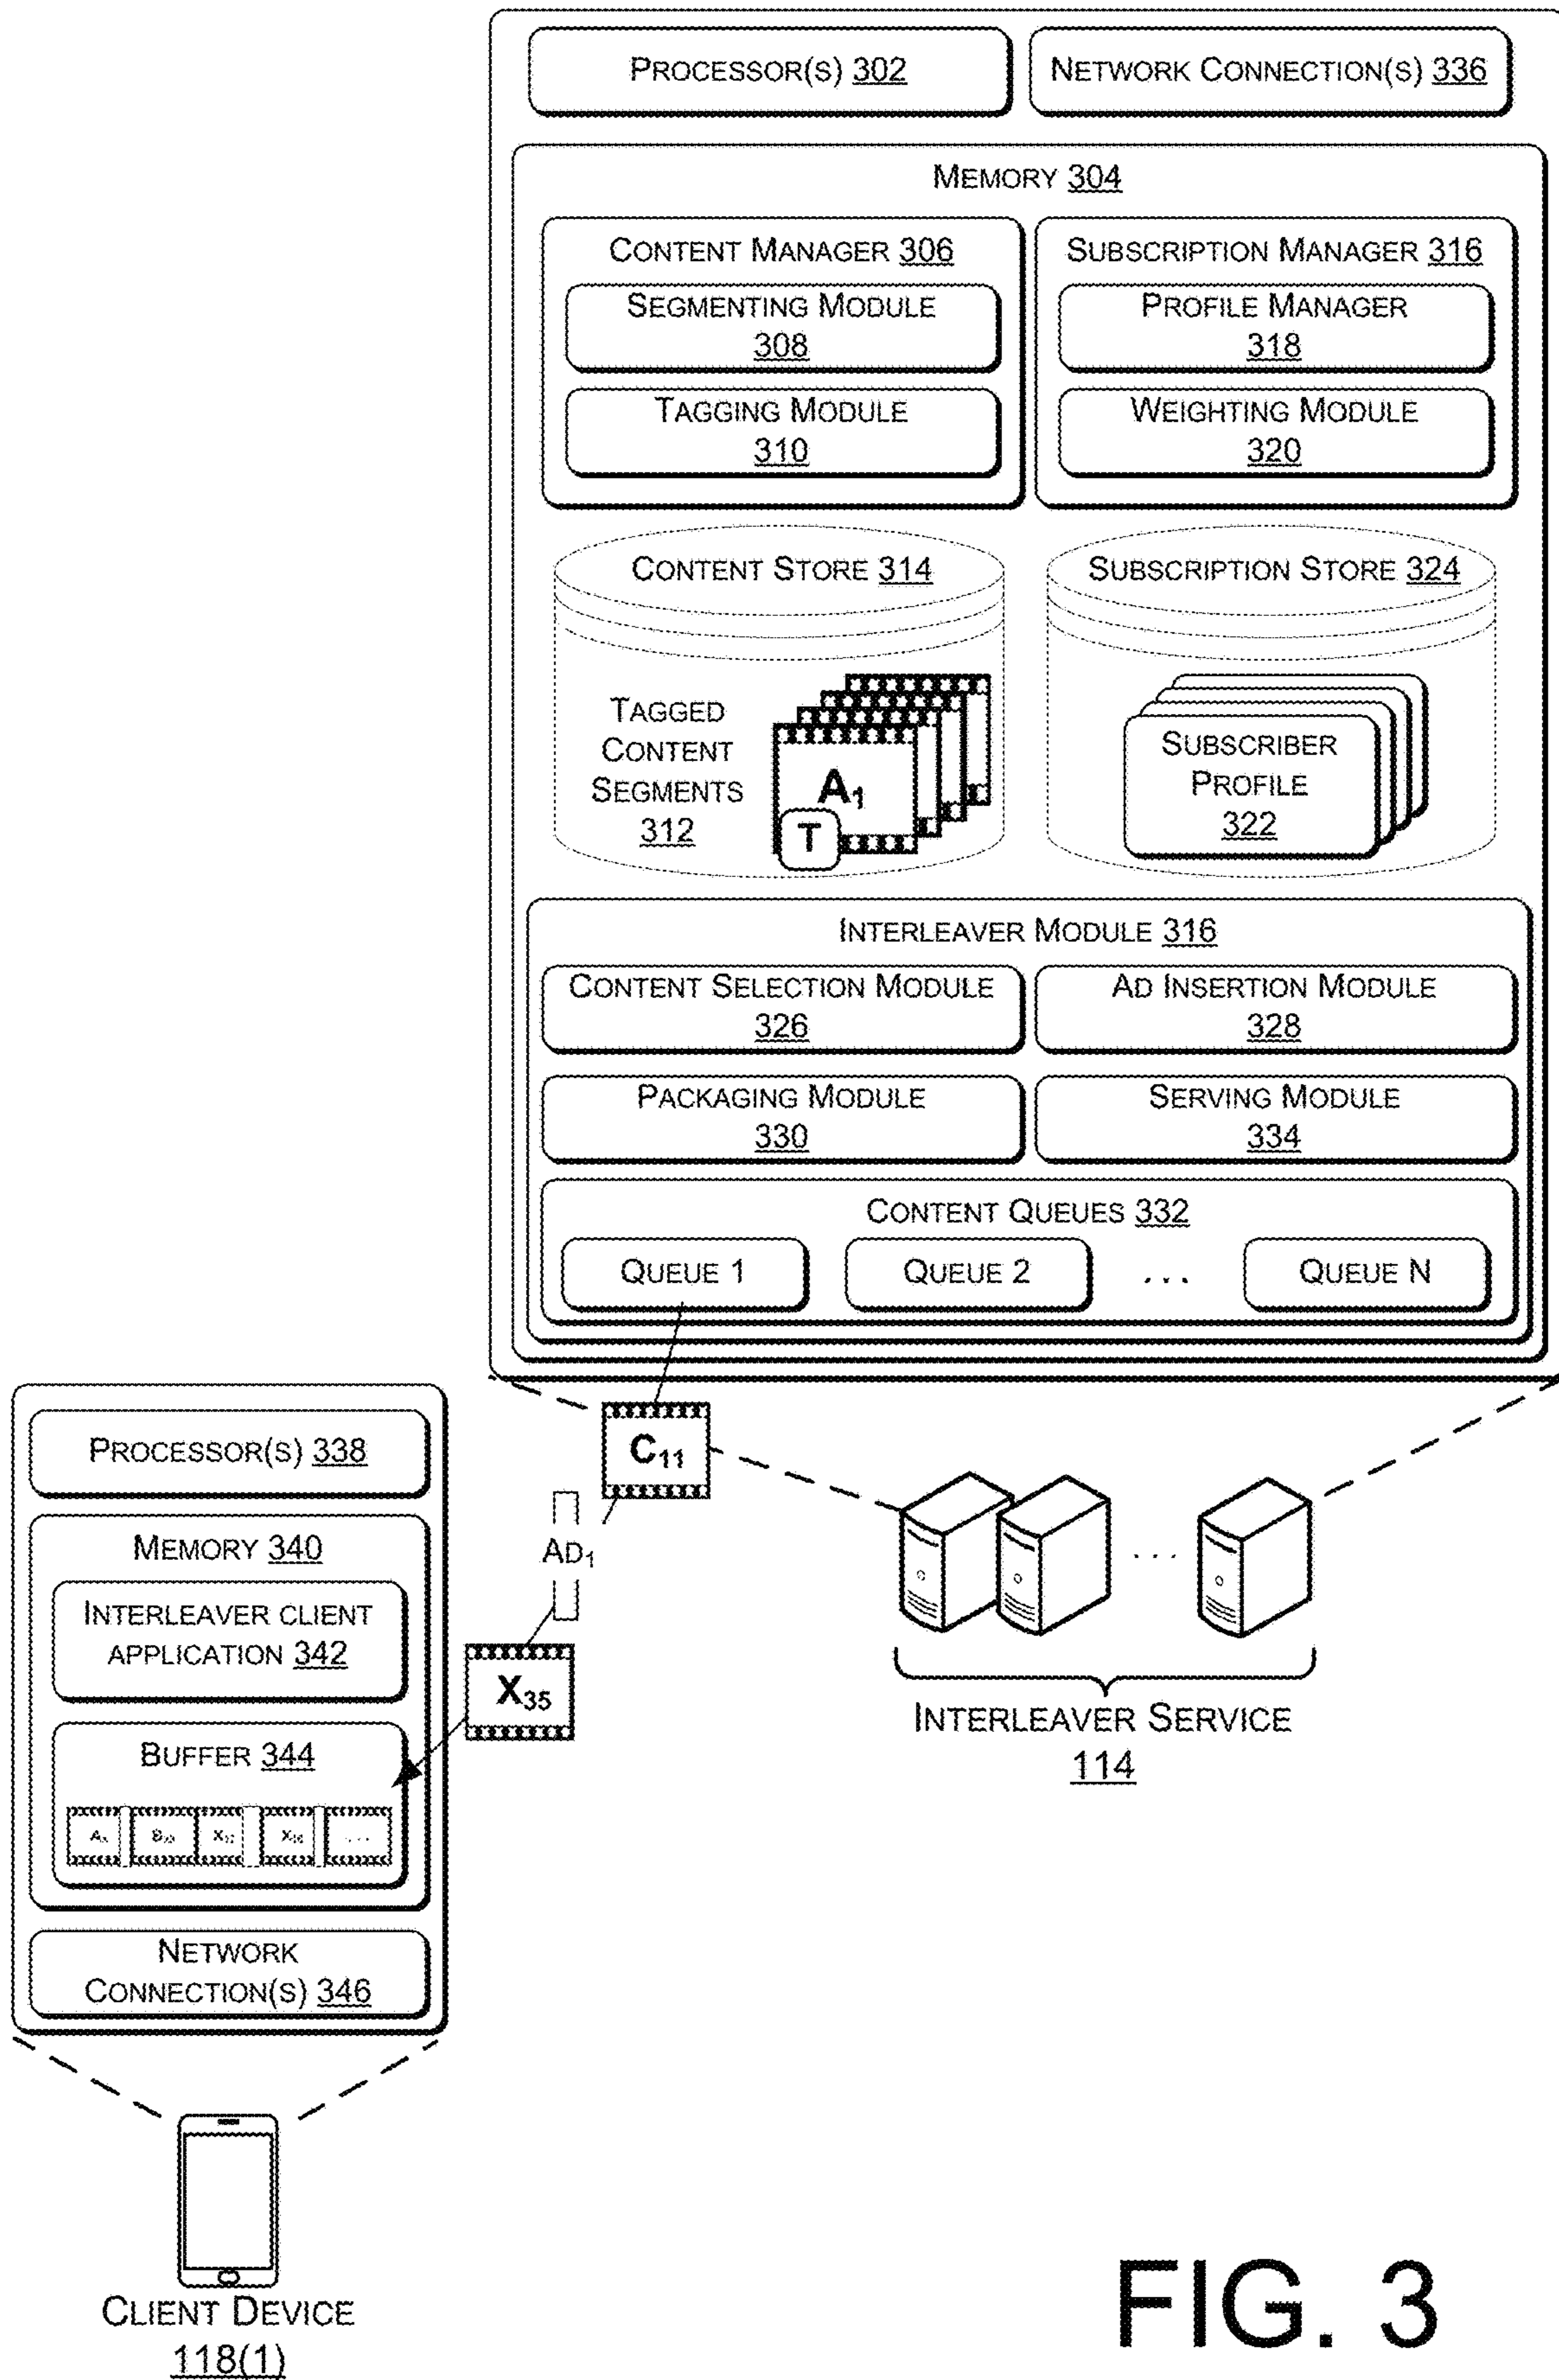 PROCESSOR(S) 302
NETWORK CONNECTION(S) 336
MEMORY 304
CONTENT MANAGER 306
SEGMENTING MODULE
308
TAGGING MODULE
310
SUBSCRIPTION MANAGER 316
PROFILE MANAGER
318
WEIGHTING MODULE
320
CONTENT STORE 314
TAGGED
CONTENT
SEGMENTS
312
A1
T
SUBSCRIPTION STORE 324
SUBSCRIBER
PROFILE
322
INTERLEAVER MODULE 316
CONTENT SELECTION MODULE
326
AD INSERTION MODULE
328
PACKAGING MODULE
330
SERVING MODULE
334
CONTENT QUEUES 332
QUEUE 1
QUEUE 2
. . .
QUEUE N
C11
AD1
X35
PROCESSOR(S) 338
MEMORY 340
INTERLEAVER CLIENT
APPLICATION 342
BUFFER 344
. . .
NETWORK
CONNECTION(S) 346
. . .
INTERLEAVER SERVICE
114
CLIENT DEVICE
118(1)
FIG. 3